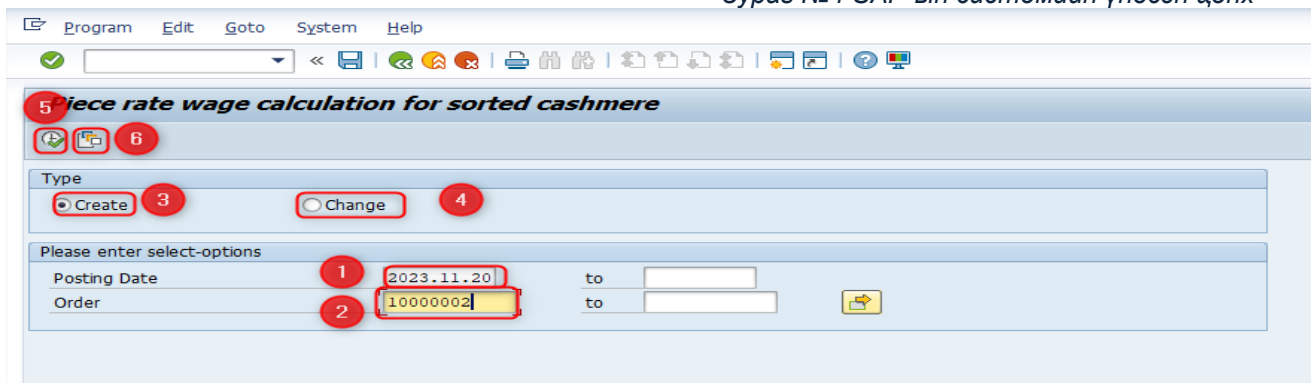 Program Edit Goto System Help
Piece rate wage calculation for sorted cashmere
5
6
Type
Create 3 Change 4
Please enter select-options
Posting Date 1 2023.11.20 to
Order 2 10000002 to